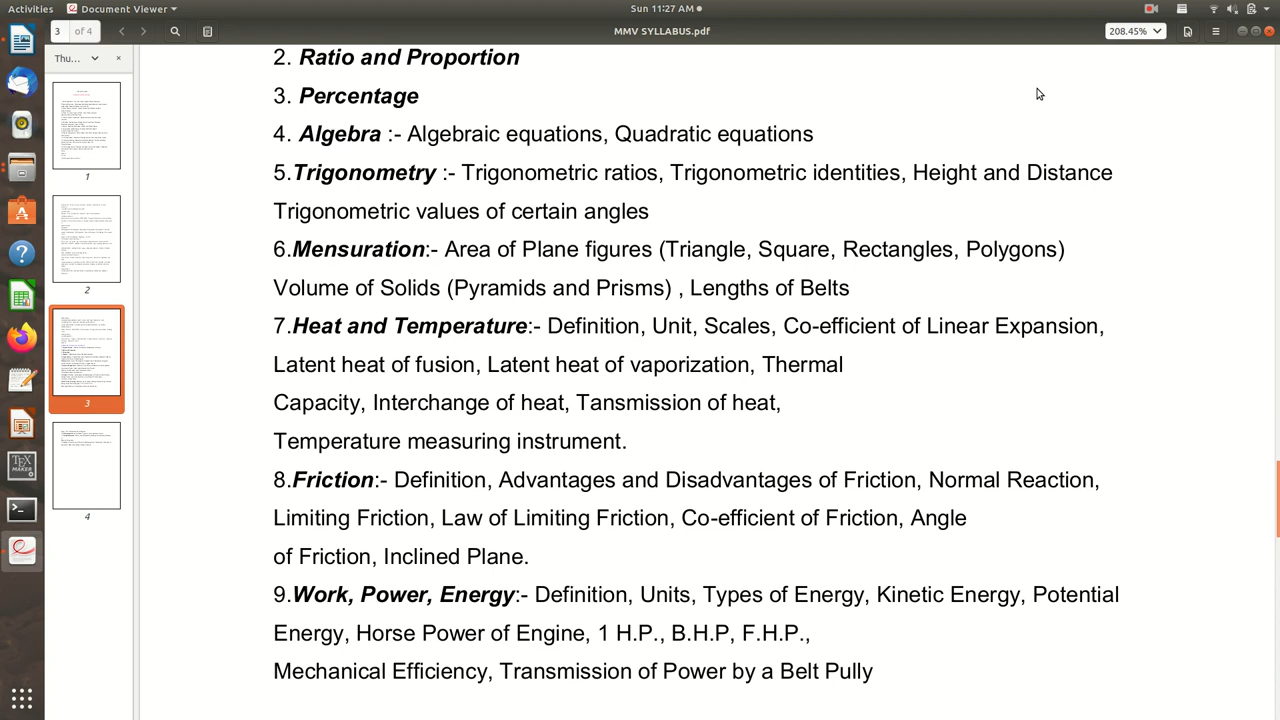 Activities Document Viewer Sun 11:27 AM
3 of 4 MMV SYLLABUS.pdf 208.45%
Thu...
1
2
3
4
2. Ratio and Proportion
3. Percentage
4. Algebra :- Algebraic equations, Quadratic equations
5.Trigonometry :- Trigonometric ratios, Trigonometric identities, Height and Distance
Trigonometric values of certain angles
6.Mensuration:- Area of Plane figures (Triangle, Square, Rectangles, Polygons)
Volume of Solids (Pyramids and Prisms) , Lengths of Belts
7.Heat and Temperature:- Definition, Unit, Scales, Co-efficient of Linear Expansion,
Latent heat of fusion, Latent heat of vaporization, Thermal
Capacity, Interchange of heat, Tansmission of heat,
Temperature measuring instrument.
8.Friction:- Definition, Advantages and Disadvantages of Friction, Normal Reaction,
Limiting Friction, Law of Limiting Friction, Co-efficient of Friction, Angle
of Friction, Inclined Plane.
9.Work, Power, Energy:- Definition, Units, Types of Energy, Kinetic Energy, Potential
Energy, Horse Power of Engine, 1 H.P., B.H.P, F.H.P.,
Mechanical Efficiency, Transmission of Power by a Belt Pully